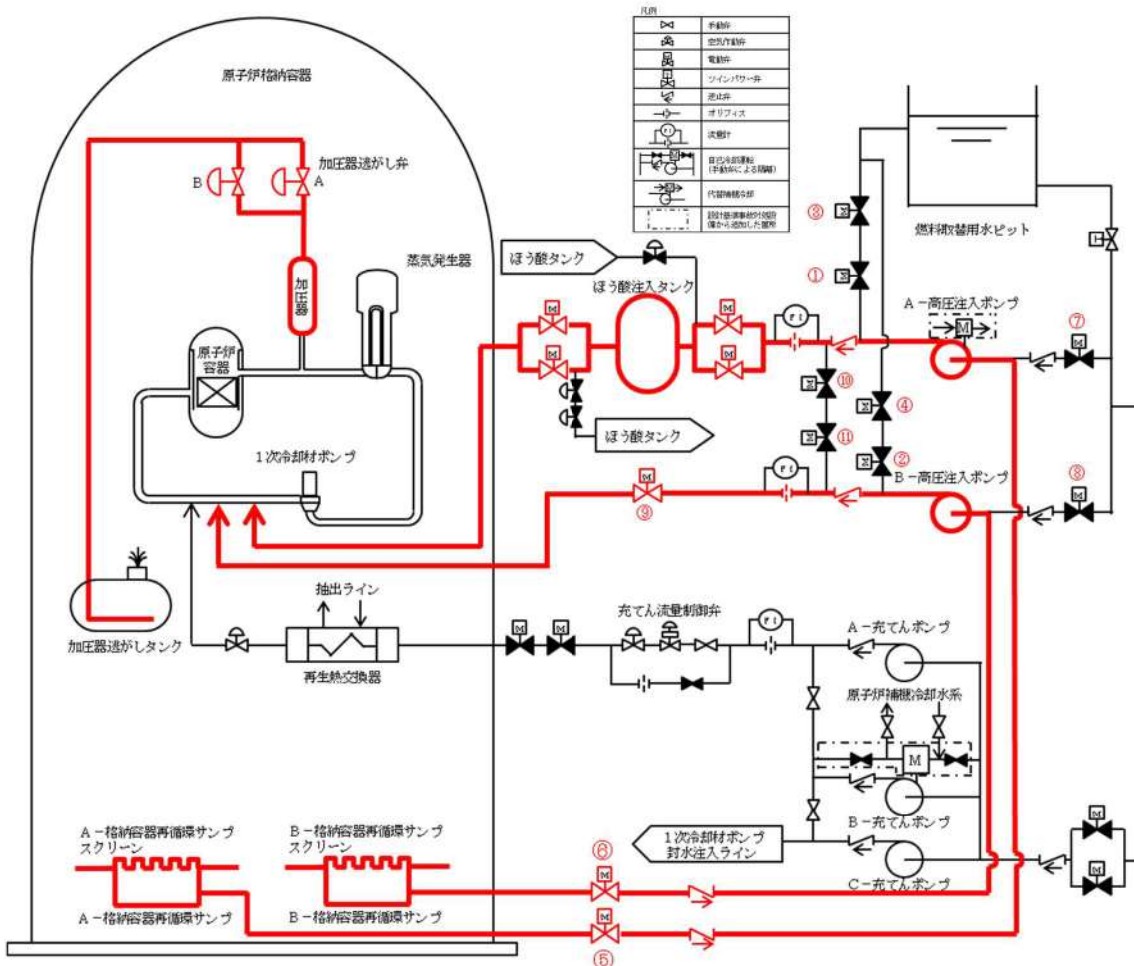 凡例
手動弁
空気作動弁
電動弁
ツインパワー弁
逆止弁
オリフィス
流量計
自己冷却運転
(手動弁による隔離)
代替補機冷却
設計基準事故対処設
備から追加した箇所
原子炉格納容器
加圧器逃がし弁
B
A
加圧器
蒸気発生器
原子炉
容器
1次冷却材ポンプ
ほう酸タンク
ほう酸注入タンク
ほう酸タンク
M
M
M
M
F I
F I
③
M
①
M
燃料取替用水ピット
A-高圧注入ポンプ
M
⑦
M
⑩
M
④
M
⑪
M
②
M
B-高圧注入ポンプ
⑧
M
M
⑨
加圧器逃がしタンク
抽出ライン
再生熱交換器
M
M
充てん流量制御弁
F I
A-充てんポンプ
原子炉補機冷却水系
M
B-充てんポンプ
1次冷却材ポンプ
封水注入ライン
C-充てんポンプ
M
M
A-格納容器再循環サンプ
スクリーン
B-格納容器再循環サンプ
スクリーン
A-格納容器再循環サンプ
B-格納容器再循環サンプ
⑥
M
M
⑤